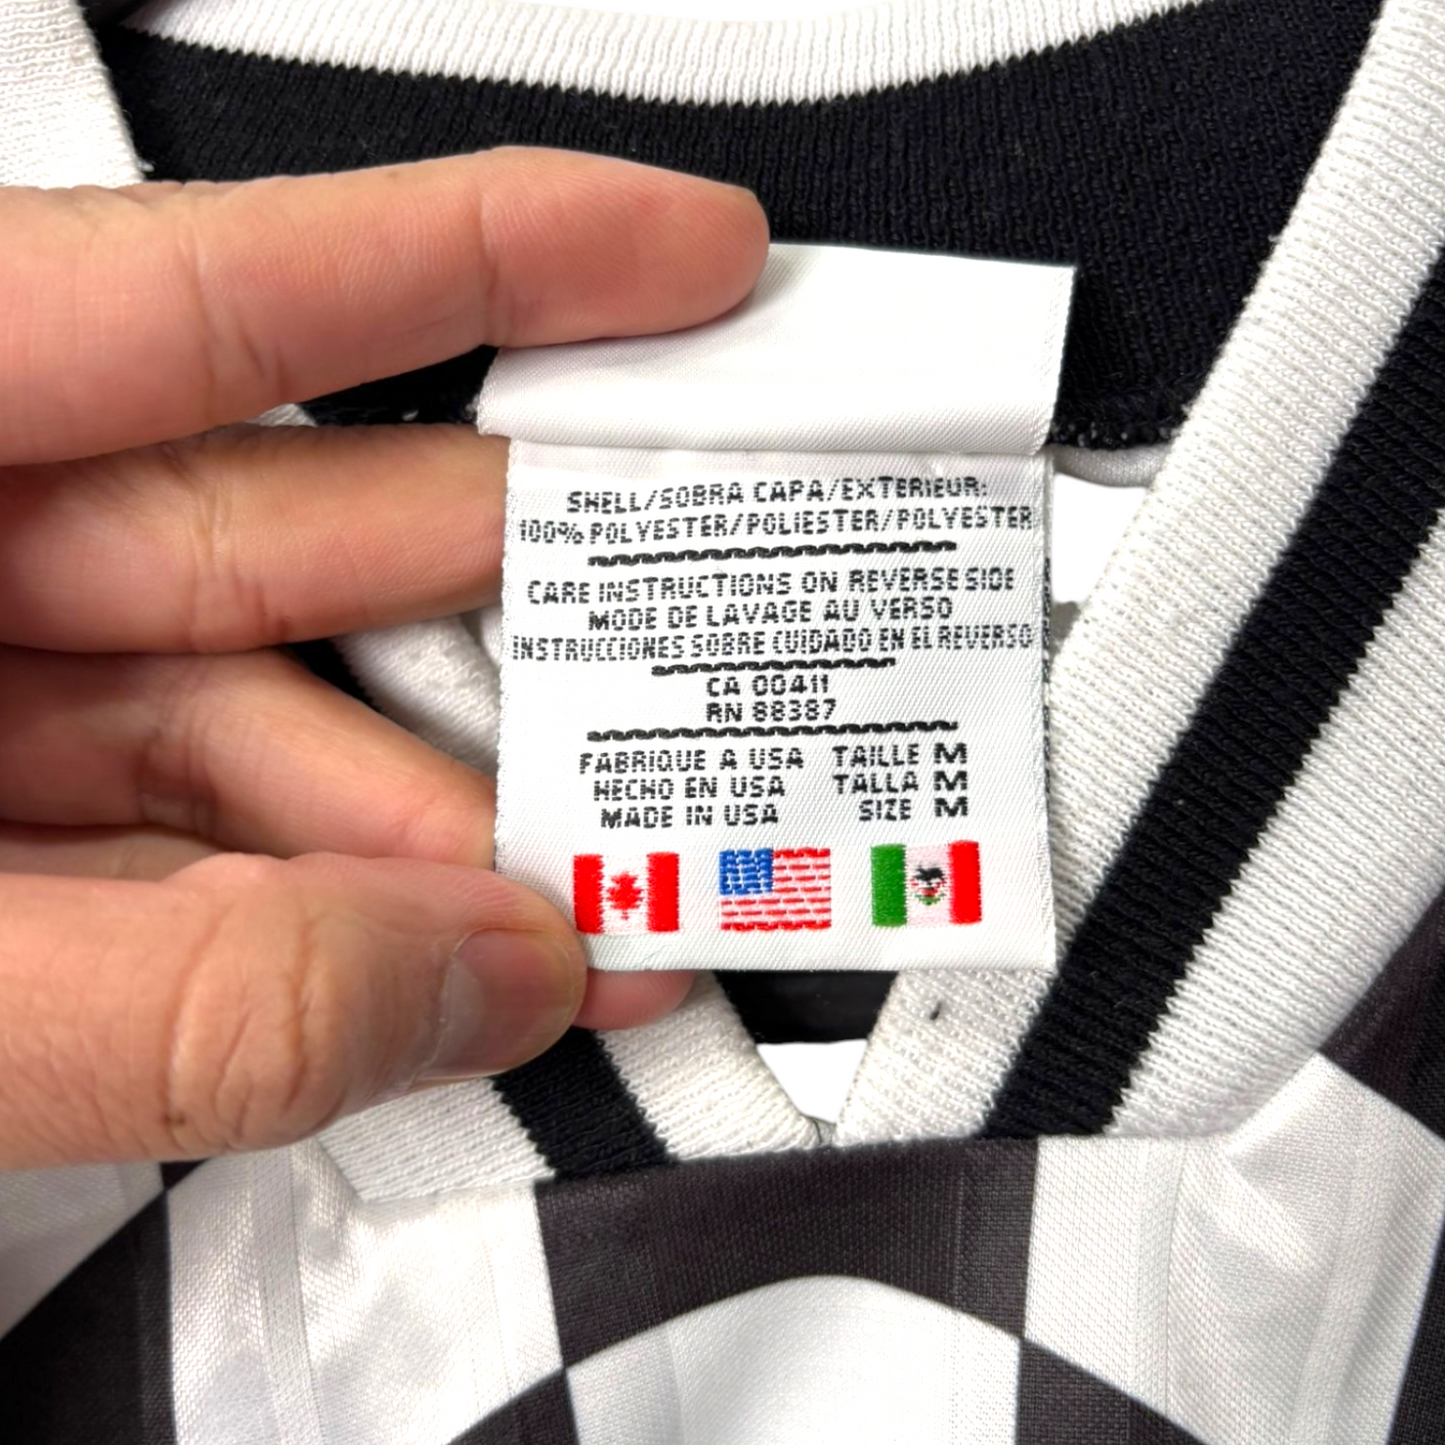 SHELL/SOBRA CAPA/EXTERIEUR:
100% POLYESTER/POLIESTER/POLYESTER
CARE INSTRUCTIONS ON REVERSE SIDE
MODE DE LAVAGE AU VERSO
INSTRUCCIONES SOBRE CUIDADO EN EL REVERSO
CA 00411
RN 88387
FABRIQUE A USA TAILLE M
HECHO EN USA TALLA M
MADE IN USA SIZE M